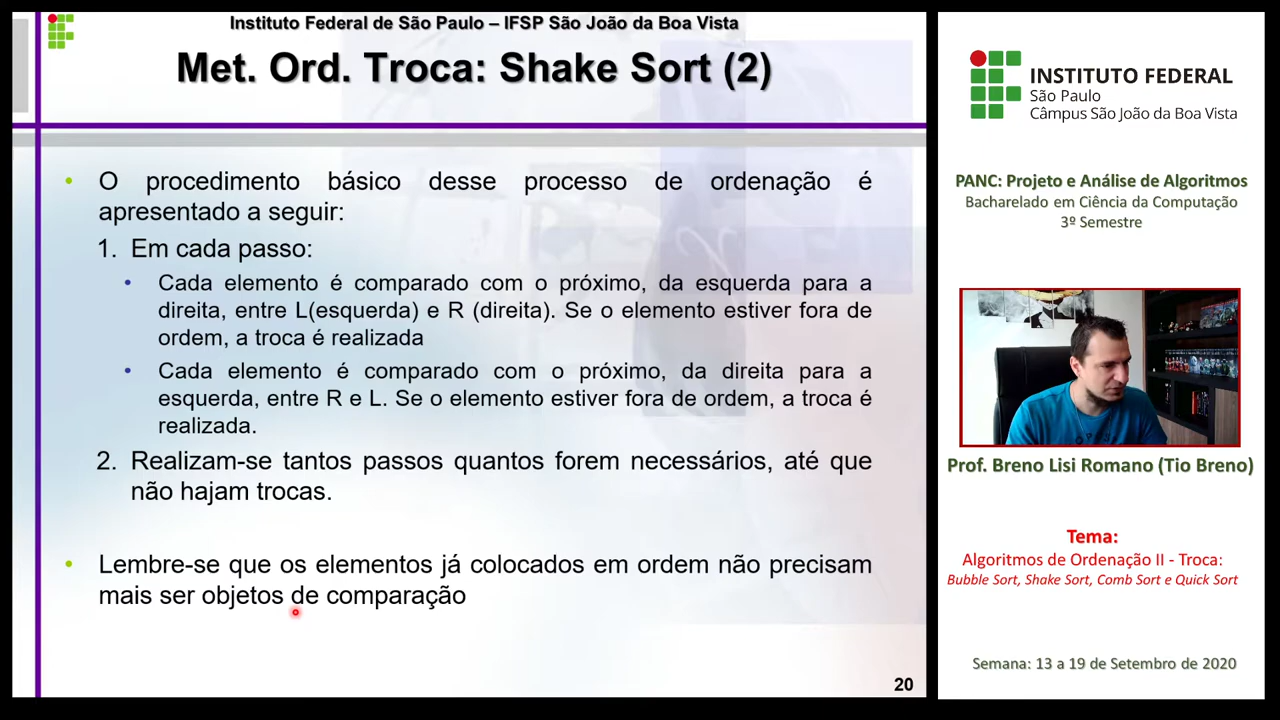 Instituto Federal de São Paulo – IFSP São João da Boa Vista
Met. Ord. Troca: Shake Sort (2)
• O procedimento básico desse processo de ordenação é
apresentado a seguir:
1. Em cada passo:
• Cada elemento é comparado com o próximo, da esquerda para a
direita, entre L(esquerda) e R (direita). Se o elemento estiver fora de
ordem, a troca é realizada
• Cada elemento é comparado com o próximo, da direita para a
esquerda, entre R e L. Se o elemento estiver fora de ordem, a troca é
realizada.
2. Realizam-se tantos passos quantos forem necessários, até que
não hajam trocas.
• Lembre-se que os elementos já colocados em ordem não precisam
mais ser objetos de comparação
20
INSTITUTO FEDERAL
São Paulo
Câmpus São João da Boa Vista
PANC: Projeto e Análise de Algoritmos
Bacharelado em Ciência da Computação
3º Semestre
Prof. Breno Lisi Romano (Tio Breno)
Tema:
Algoritmos de Ordenação II - Troca:
Bubble Sort, Shake Sort, Comb Sort e Quick Sort
Semana: 13 a 19 de Setembro de 2020